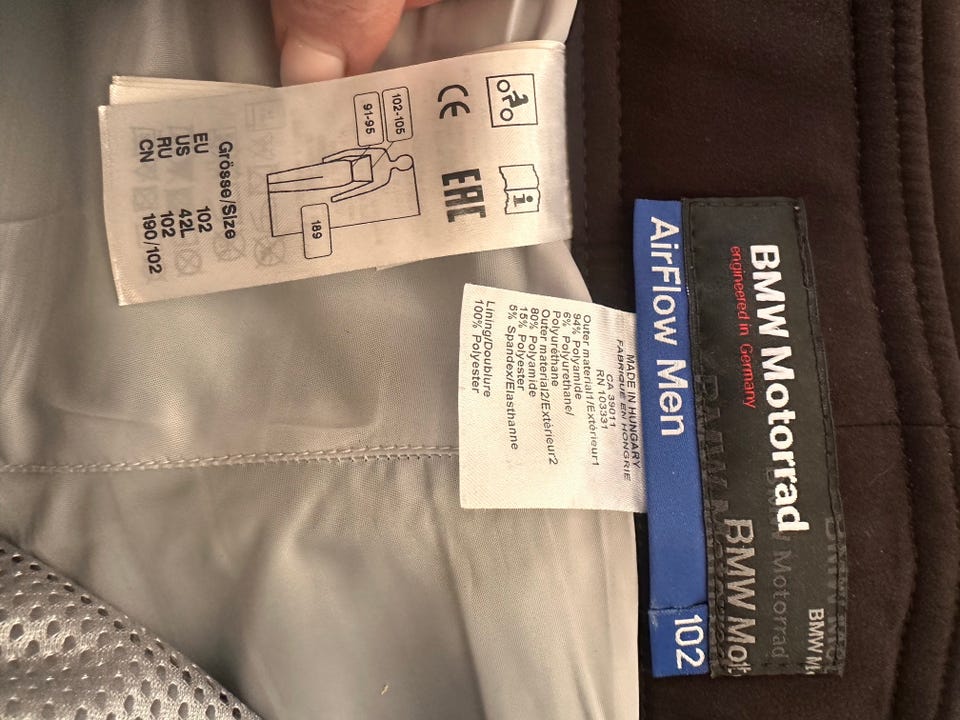 CE
EAC
102-105
91-95
189
Grösse/Size
EU 102
US 42L
RU 102
CN 190/102
MADE IN HUNGARY
FABRIQUE EN HONGRIE
CA 39011
RN 103331
Outer material1/Extérieur1
94% Polyamide
6% Polyurethane/
Polyuréthane
Outer material2/Extérieur2
80% Polyamide
15% Polyester
5% Spandex/Elasthanne
Lining/Doublure
100% Polyester
BMW Motorrad
engineered in Germany
AirFlow Men
102
BMW Mot
Motorrad
BMW M